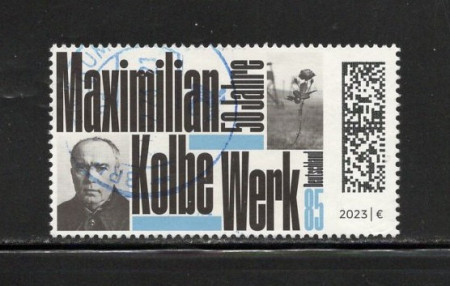 Maximilian
50 Jahre
Kolbe
Werk
Deutschland
85
2023 | €